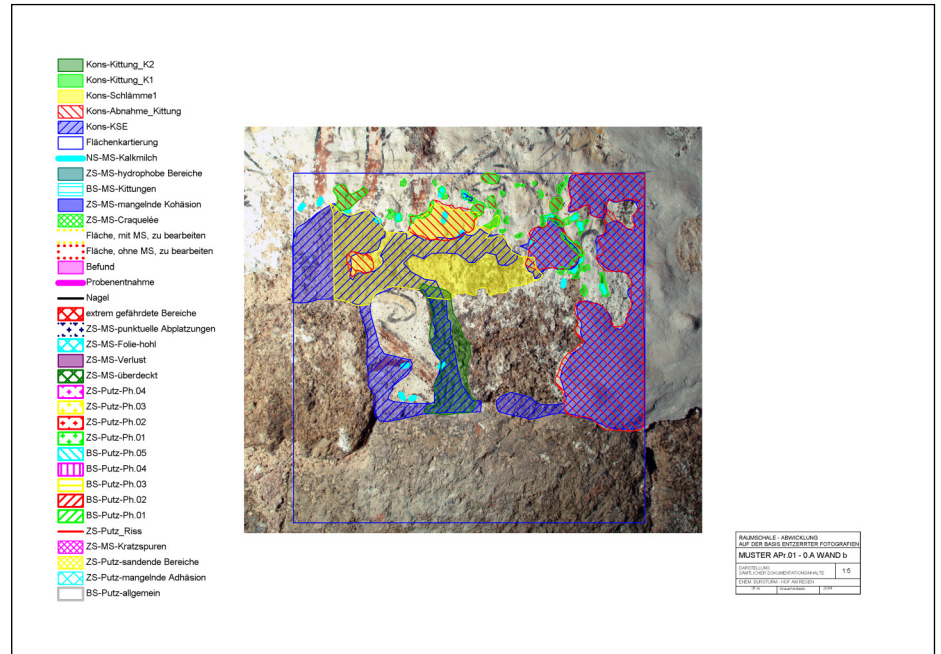 Kons-Kittung_K2
Kons-Kittung_K1
Kons-Schlämme1
Kons-Abnahme_Kittung
Kons-KSE
Flächenkartierung
NS-MS-Kalkmilch
ZS-MS-hydrophobe Bereiche
BS-MS-Kittungen
ZS-MS-mangelnde Kohäsion
ZS-MS-Craquelée
Fläche, mit MS, zu bearbeiten
Fläche, ohne MS, zu bearbeiten
Befund
Probenentnahme
Nagel
extrem gefährdete Bereiche
ZS-MS-punktuelle Abplatzungen
ZS-MS-Folie-hohl
ZS-MS-Verlust
ZS-MS-überdeckt
ZS-Putz-Ph.04
ZS-Putz-Ph.03
ZS-Putz-Ph.02
ZS-Putz-Ph.01
BS-Putz-Ph.05
BS-Putz-Ph.04
BS-Putz-Ph.03
BS-Putz-Ph.02
BS-Putz-Ph.01
ZS-Putz_Riss
ZS-MS-Kratzspuren
ZS-Putz-sandende Bereiche
ZS-Putz-mangelnde Adhäsion
BS-Putz-allgemein
RAUMSCHALE - ABWICKLUNG
AUF DER BASIS ENTZERRTER FOTOGRAFIEN
MUSTER APr.01 - 0.A WAND b
DARSTELLUNG
SÄMTLICHER DOKUMENTATIONSINHALTE 1:5
HOF AM REGEN